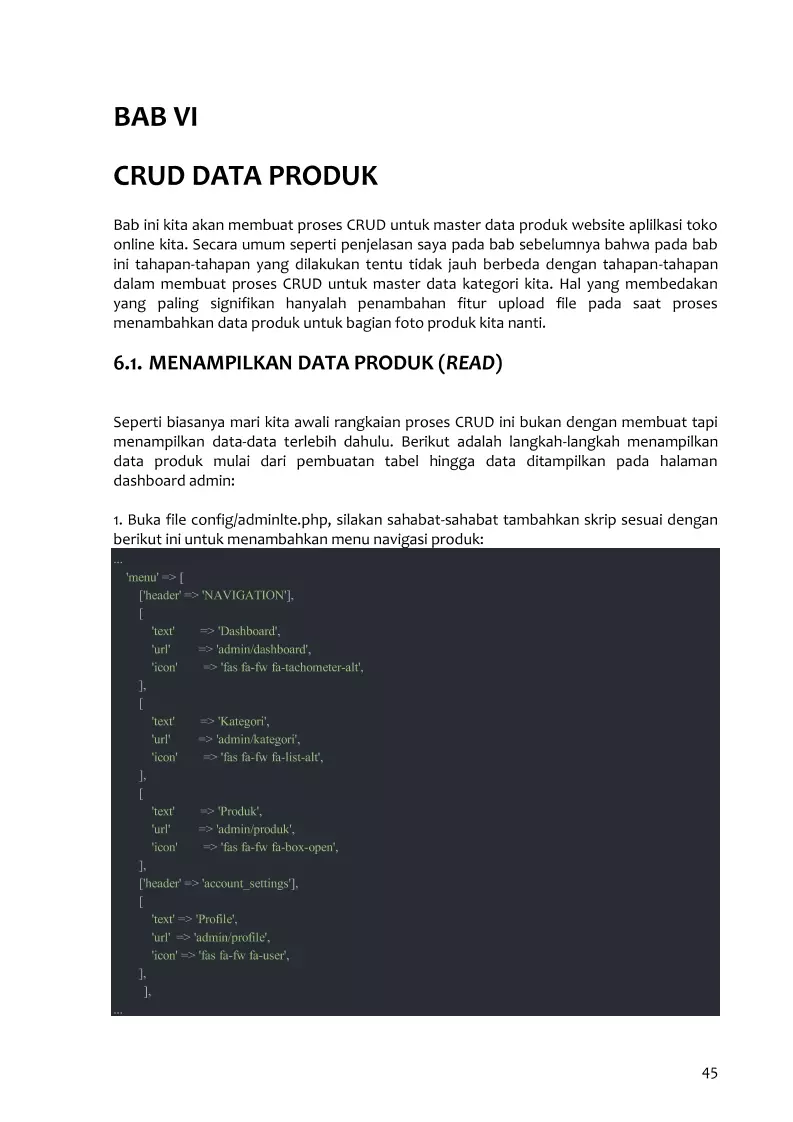 BAB VI
CRUD DATA PRODUK
Bab ini kita akan membuat proses CRUD untuk master data produk website aplilkasi toko
online kita. Secara umum seperti penjelasan saya pada bab sebelumnya bahwa pada bab
ini tahapan-tahapan yang dilakukan tentu tidak jauh berbeda dengan tahapan-tahapan
dalam membuat proses CRUD untuk master data kategori kita. Hal yang membedakan
yang paling signifikan hanyalah penambahan fitur upload file pada saat proses
menambahkan data produk untuk bagian foto produk kita nanti.
6.1. MENAMPILKAN DATA PRODUK (READ)
Seperti biasanya mari kita awali rangkaian proses CRUD ini bukan dengan membuat tapi
menampilkan data-data terlebih dahulu. Berikut adalah langkah-langkah menampilkan
data produk mulai dari pembuatan tabel hingga data ditampilkan pada halaman
dashboard admin:
1. Buka file config/adminlte.php, silakan sahabat-sahabat tambahkan skrip sesuai dengan
berikut ini untuk menambahkan menu navigasi produk:
...
'menu' => [
['header' => 'NAVIGATION'],
[
'text' => 'Dashboard',
'url' => 'admin/dashboard',
'icon' => 'fas fa-fw fa-tachometer-alt',
],
[
'text' => 'Kategori',
'url' => 'admin/kategori',
'icon' => 'fas fa-fw fa-list-alt',
],
[
'text' => 'Produk',
'url' => 'admin/produk',
'icon' => 'fas fa-fw fa-box-open',
],
['header' => 'account_settings'],
[
'text' => 'Profile',
'url' => 'admin/profile',
'icon' => 'fas fa-fw fa-user',
],
],
...
45